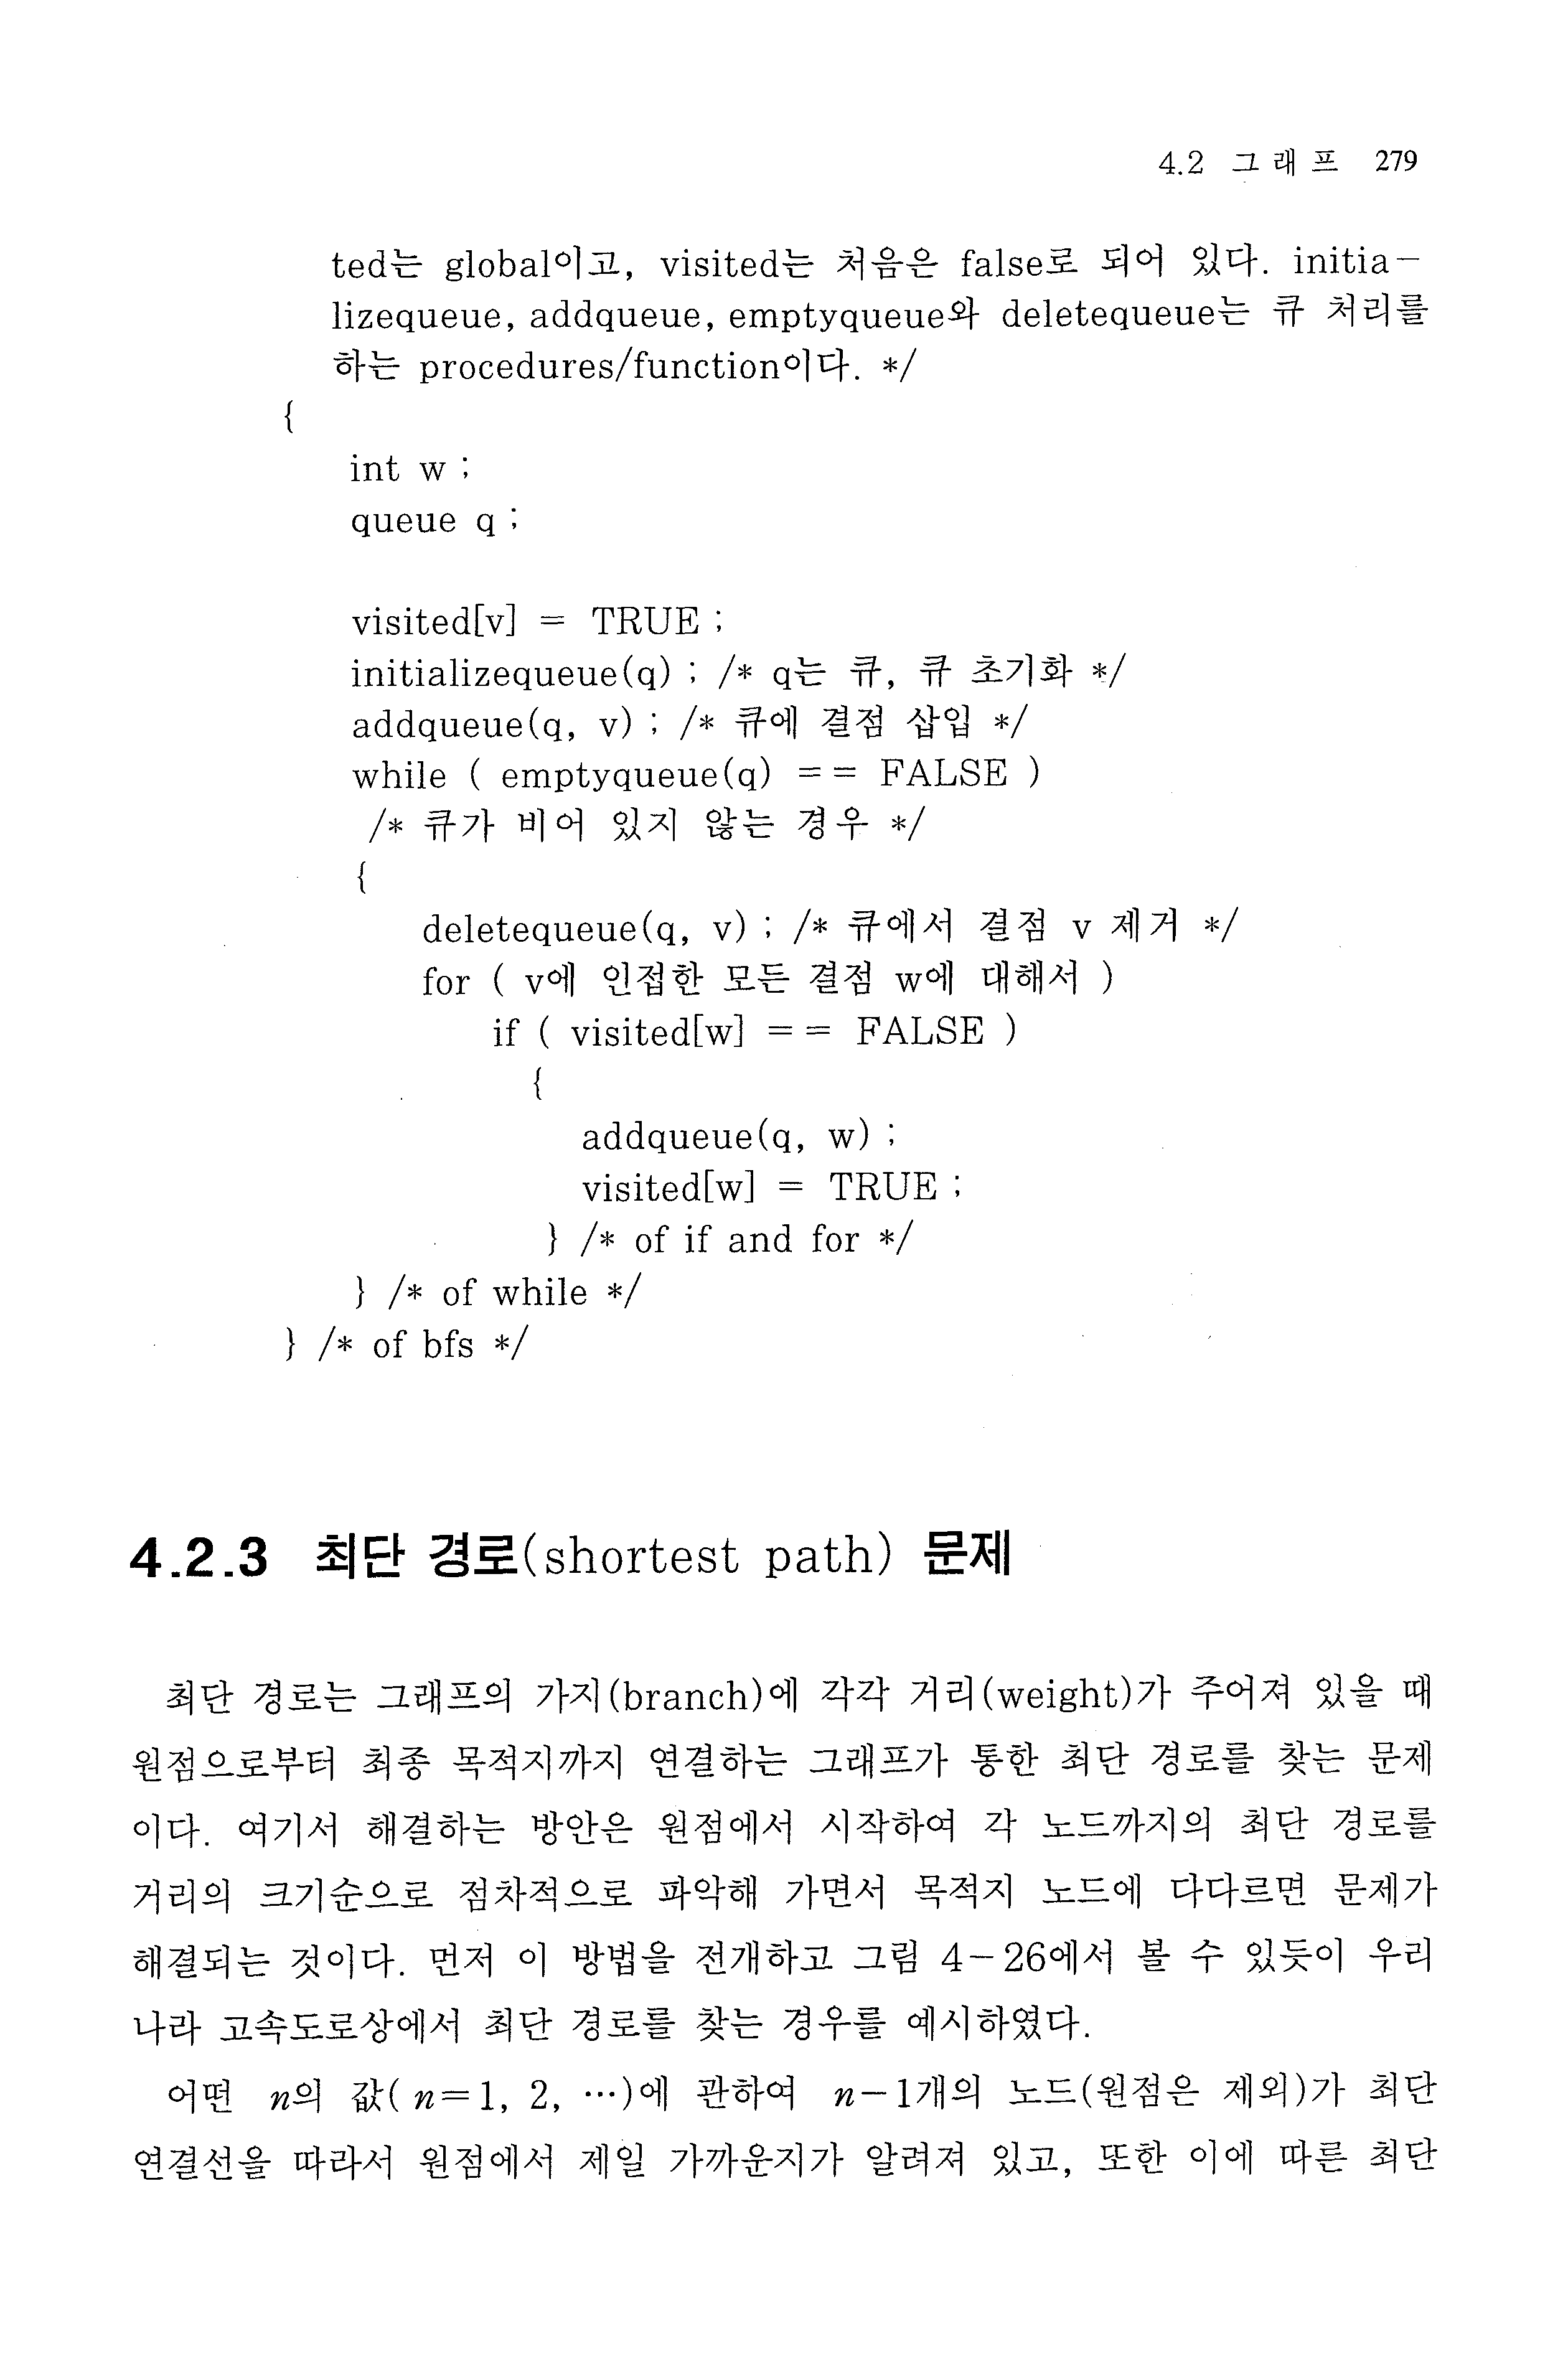 4.2 그 래 프 279
ted는 global이고, visited는 처음은 false로 되어 있다. initia-
lizequeue, addqueue, emptyqueue와 deletequeue는 큐 처리를
하는 procedures/function이다. */
{
int w ;
queue q ;
visited[v] = TRUE ;
initializequeue(q) ; /* q는 큐, 큐 초기화 */
addqueue(q, v) ; /* 큐에 결점 삽입 */
while ( emptyqueue(q) == FALSE )
/* 큐가 비어 있지 않는 경우 */
{
deletequeue(q, v) ; /* 큐에서 결점 v 제거 */
for ( v에 인접한 모든 결점 w에 대해서 )
if ( visited[w] == FALSE )
{
addqueue(q, w) ;
visited[w] = TRUE ;
} /* of if and for */
} /* of while */
} /* of bfs */
4.2.3 최단 경로(shortest path) 문제
최단 경로는 그래프의 가지(branch)에 각각 거리(weight)가 주어져 있을 때
원점으로부터 최종 목적지까지 연결하는 그래프가 통한 최단 경로를 찾는 문제
이다. 여기서 해결하는 방안은 원점에서 시작하여 각 노드까지의 최단 경로를
거리의 크기순으로 점차적으로 파악해 가면서 목적지 노드에 다다르면 문제가
해결되는 것이다. 먼저 이 방법을 전개하고 그림 4-26에서 볼 수 있듯이 우리
나라 고속도로상에서 최단 경로를 찾는 경우를 예시하였다.
어떤 n의 값( n=1, 2, …)에 관하여 n-1개의 노드(원점은 제외)가 최단
연결선을 따라서 원점에서 제일 가까운지가 알려져 있고, 또한 이에 따른 최단